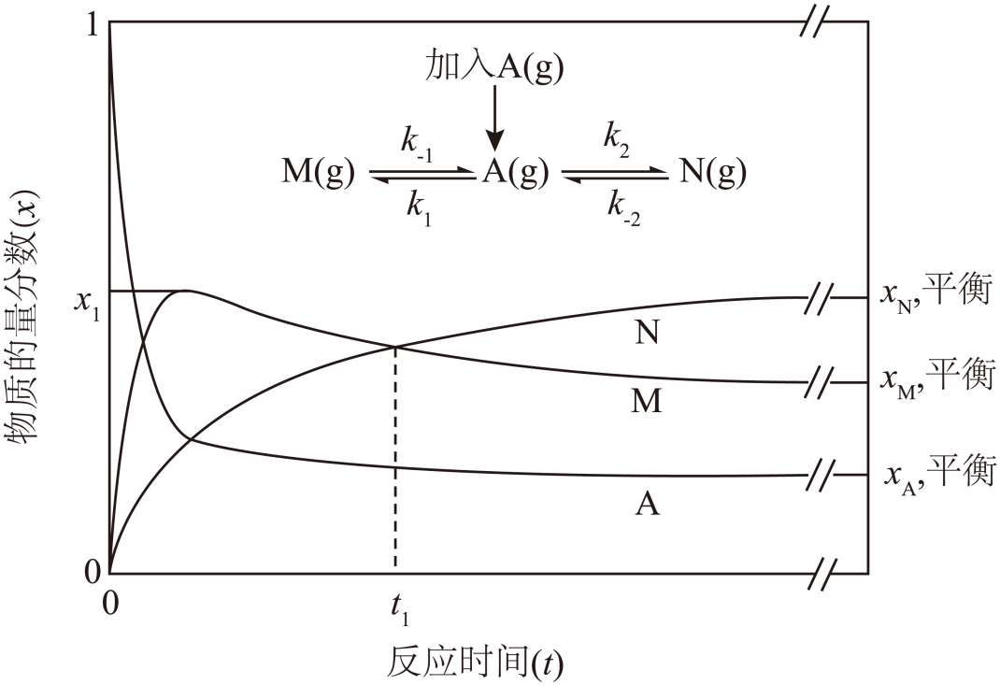 1
加入A(g)
k-1 k2
M(g) A(g) N(g)
k1 k-2
物质的量分数(x)
x1
xN,平衡
N
xM,平衡
M
xA,平衡
A
0
0 t1
反应时间(t)